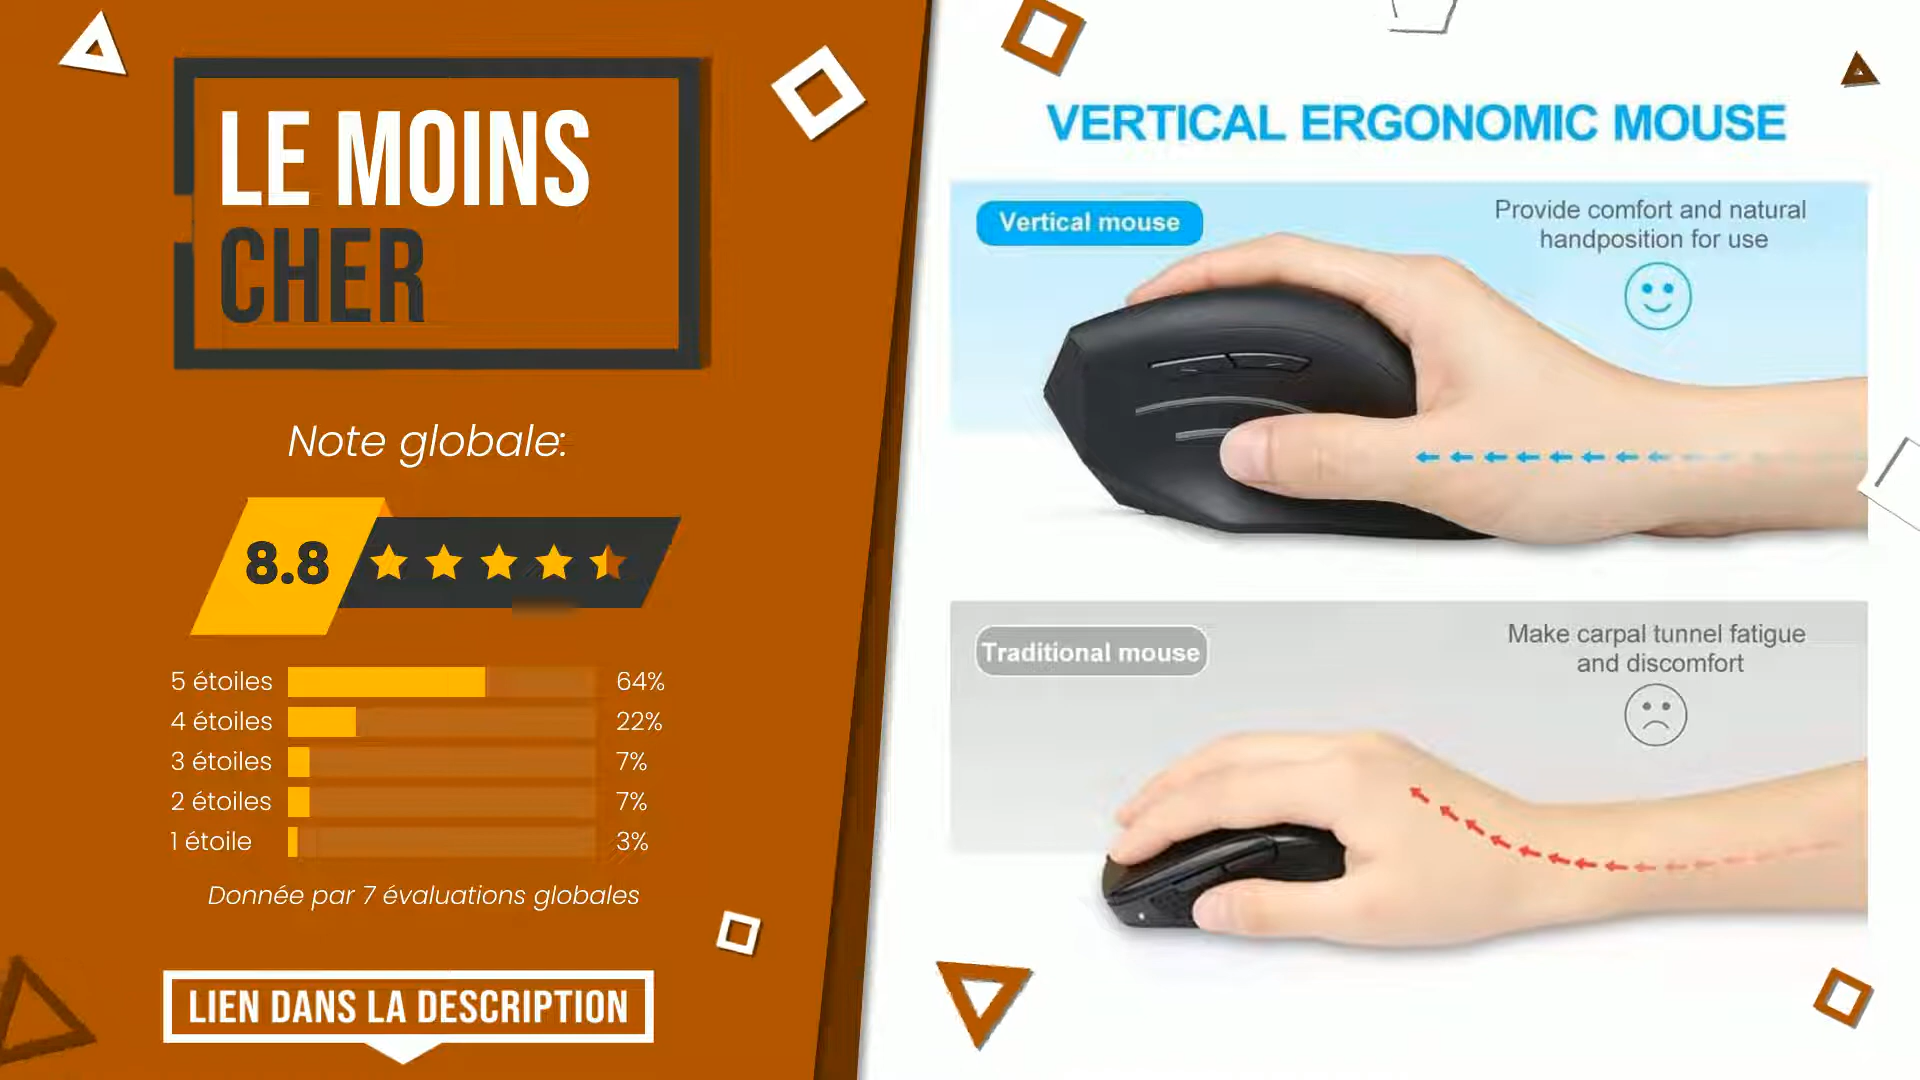 LE MOINS
CHER
Note globale:
8.8
5 étoiles 64%
4 étoiles 22%
3 étoiles 7%
2 étoiles 7%
1 étoile 3%
Donnée par 7 évaluations globales
LIEN DANS LA DESCRIPTION
VERTICAL ERGONOMIC MOUSE
Vertical mouse
Provide comfort and natural
handposition for use
Traditional mouse
Make carpal tunnel fatigue
and discomfort